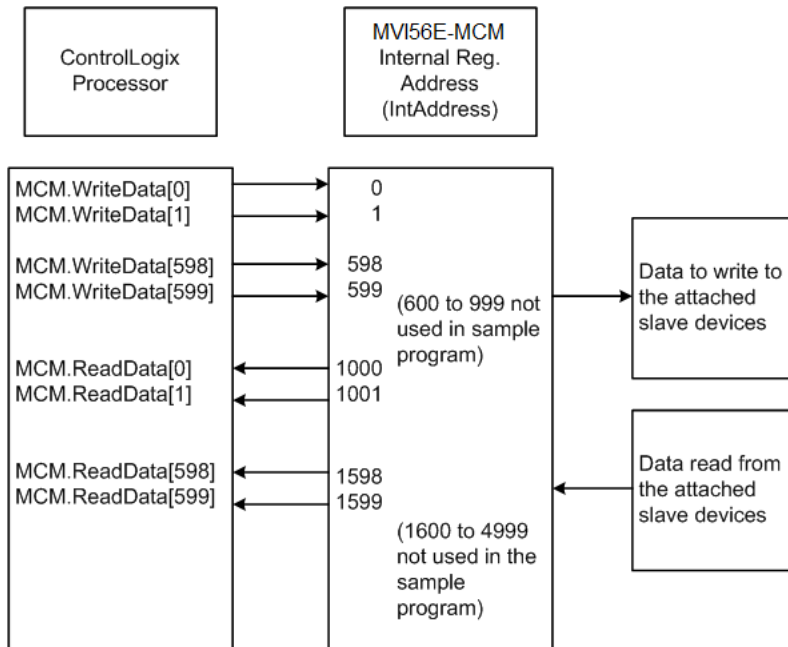 ControlLogix
Processor
MVI56E-MCM
Internal Reg.
Address
(IntAddress)
MCM.WriteData[0]
MCM.WriteData[1]
MCM.WriteData[598]
MCM.WriteData[599]
MCM.ReadData[0]
MCM.ReadData[1]
MCM.ReadData[598]
MCM.ReadData[599]
0
1
598
599
(600 to 999 not
used in sample
program)
1000
1001
1598
1599
(1600 to 4999
not used in the
sample
program)
Data to write to
the attached
slave devices
Data read from
the attached
slave devices